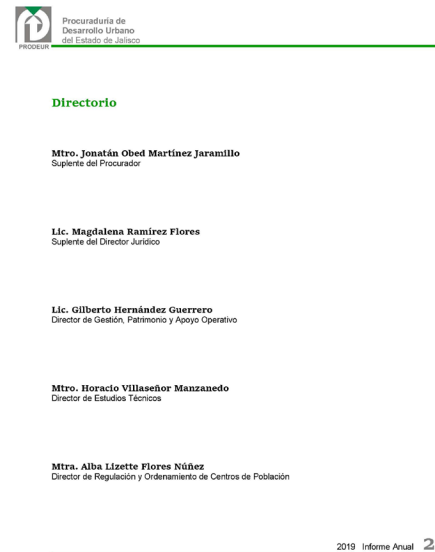 PRODEUR
Procuraduría de
Desarrollo Urbano
del Estado de Jalisco
Directorio
Mtro. Jonatán Obed Martínez Jaramillo
Suplente del Procurador
Lic. Magdalena Ramírez Flores
Suplente del Director Jurídico
Lic. Gilberto Hernández Guerrero
Director de Gestión, Patrimonio y Apoyo Operativo
Mtro. Horacio Villaseñor Manzanedo
Director de Estudios Técnicos
Mtra. Alba Lizette Flores Núñez
Director de Regulación y Ordenamiento de Centros de Población
2019 Informe Anual 2